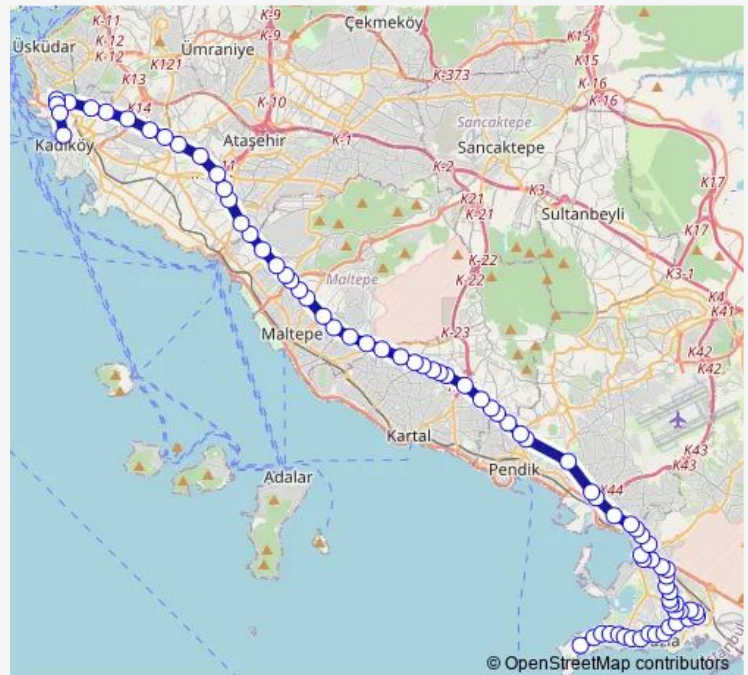 Çekmeköy
K-11
K-9
K-9
K15
Üsküdar
K-12
K-12
Ümraniye
K15
K13
K121
K-373
K-16
K-16
K14
K-10
Sancaktepe
Kadıköy
Ataşehir
K-1
Sancaktepe
K-2
K3
K17
11
K21
K-21
Sultanbeyli
K17
K-22
K-22
K3-1
Maltepe
K4
K41
K-23
Maltepe
K42
K42
Kartal
K43
K43
Pendik
Adalar
K44
İstanbul
© OpenStreetMap contributors